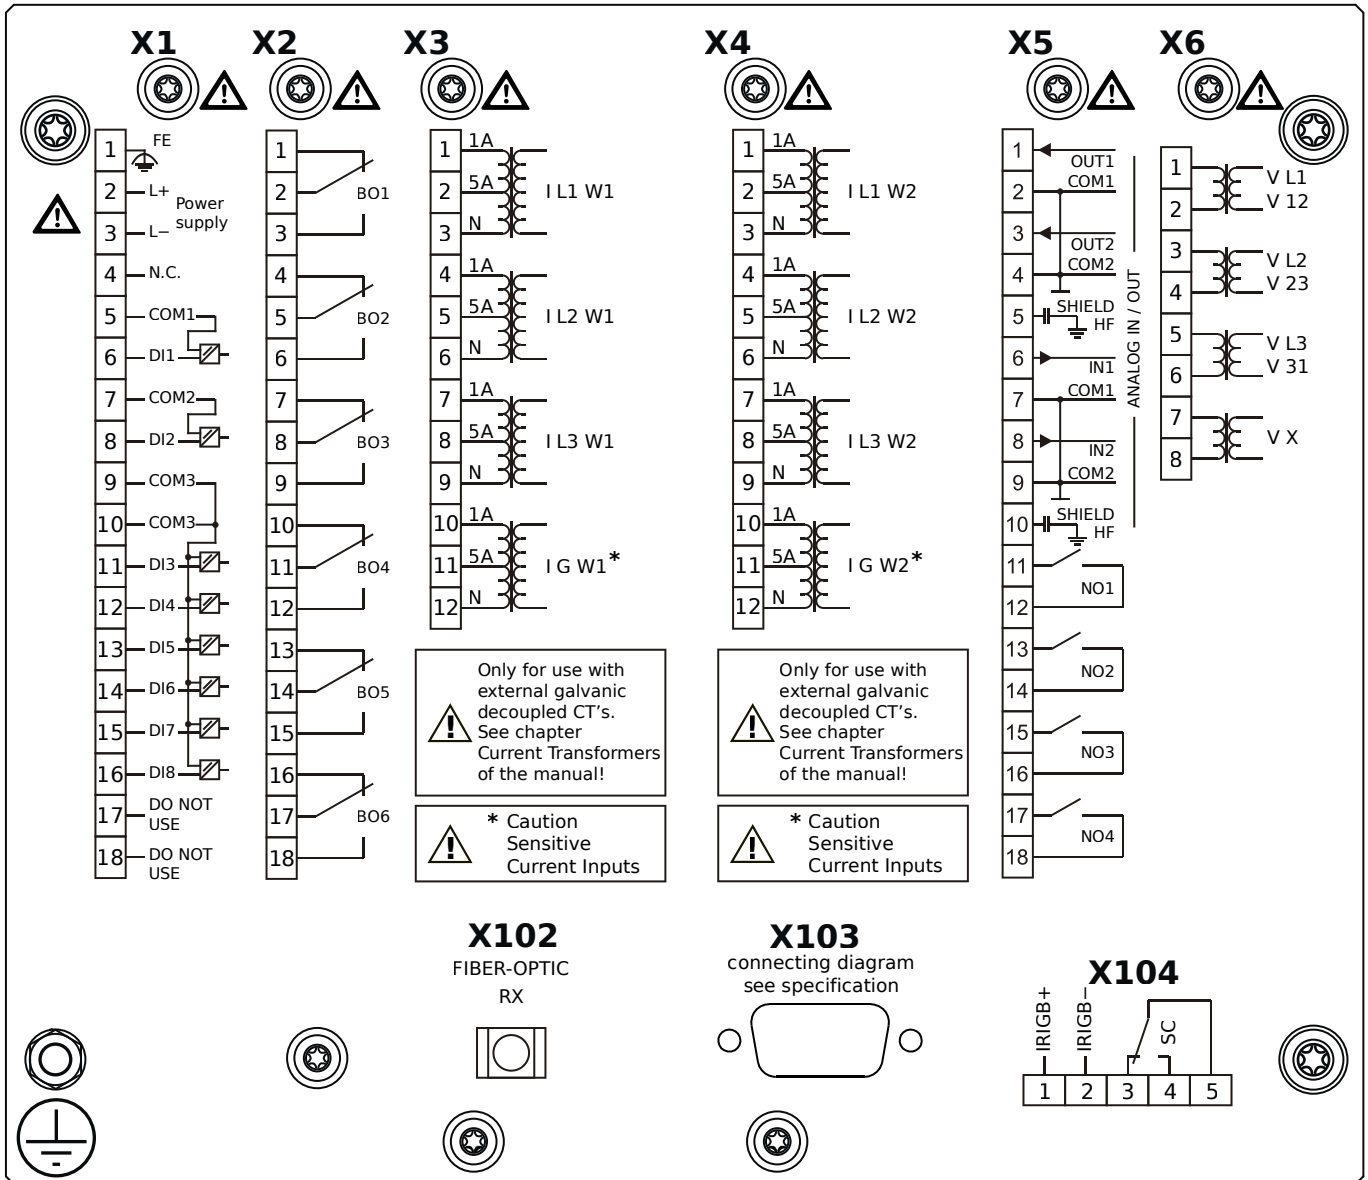 X1 X2 X3 X4 X5 X6
X1
1 FE
2 L+ Power
3 L− supply
4 N.C.
5 COM1
6 DI1
7 COM2
8 DI2
9 COM3
10 COM3
11 DI3
12 DI4
13 DI5
14 DI6
15 DI7
16 DI8
17 DO NOT
USE
18 DO NOT
USE
1
2 BO1
3
4
5 BO2
6
7
8 BO3
9
10
11 BO4
12
13
14 BO5
15
16
17 BO6
18
1 1A
2 5A I L1 W1
3 N
4 1A
5 5A I L2 W1
6 N
7 1A
8 5A I L3 W1
9 N
10 1A
11 5A I G W1*
12 N
Only for use with
external galvanic
decoupled CT’s.
See chapter
Current Transformers
of the manual!
* Caution
Sensitive
Current Inputs
1 1A
2 5A I L1 W2
3 N
4 1A
5 5A I L2 W2
6 N
7 1A
8 5A I L3 W2
9 N
10 1A
11 5A I G W2*
12 N
Only for use with
external galvanic
decoupled CT’s.
See chapter
Current Transformers
of the manual!
* Caution
Sensitive
Current Inputs
1
OUT1
2 COM1
3
OUT2
4 COM2
5 SHIELD
HF
6
IN1
7 COM1
8
IN2
9 COM2
10 SHIELD
HF
ANALOG IN / OUT
11
NO1
12
13
NO2
14
15
NO3
16
17
NO4
18
1 V L1
2 V 12
3 V L2
4 V 23
5 V L3
6 V 31
7
V X
8
X102
FIBER-OPTIC
RX
X103
connecting diagram
see specification
X104
IRIGB+ IRIGB− SC
1 2 3 4 5